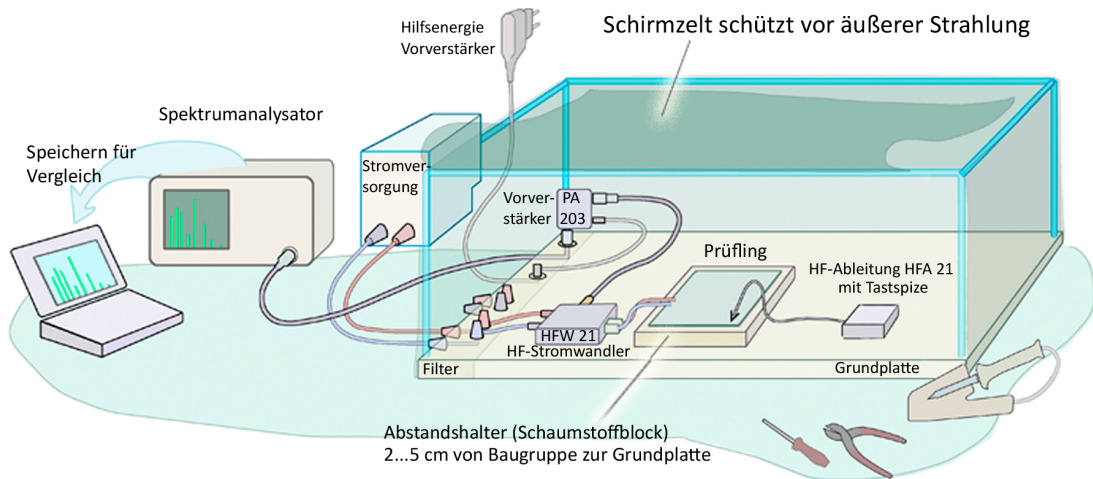 Hilfsenergie
Vorverstärker
Schirmzelt schützt vor äußerer Strahlung
Spektrumanalysator
Speichern für
Vergleich
Stromver-
sorgung
Vorver-
stärker
PA
203
Prüfling
HF-Ableitung HFA 21
mit Tastspize
HFW 21
HF-Stromwandler
Filter
Grundplatte
Abstandshalter (Schaumstoffblock)
2...5 cm von Baugruppe zur Grundplatte